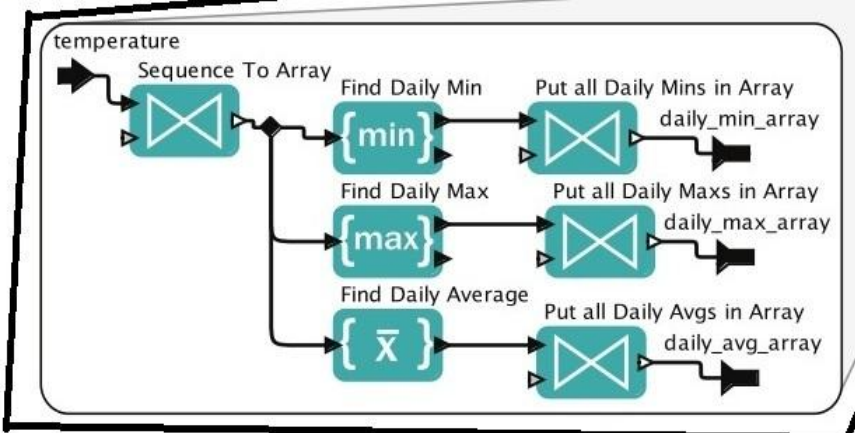 temperature
Sequence To Array
Find Daily Min
Put all Daily Mins in Array
daily_min_array
{min}
Find Daily Max
Put all Daily Maxs in Array
daily_max_array
{max}
Find Daily Average
Put all Daily Avgs in Array
daily_avg_array
{ x̄ }